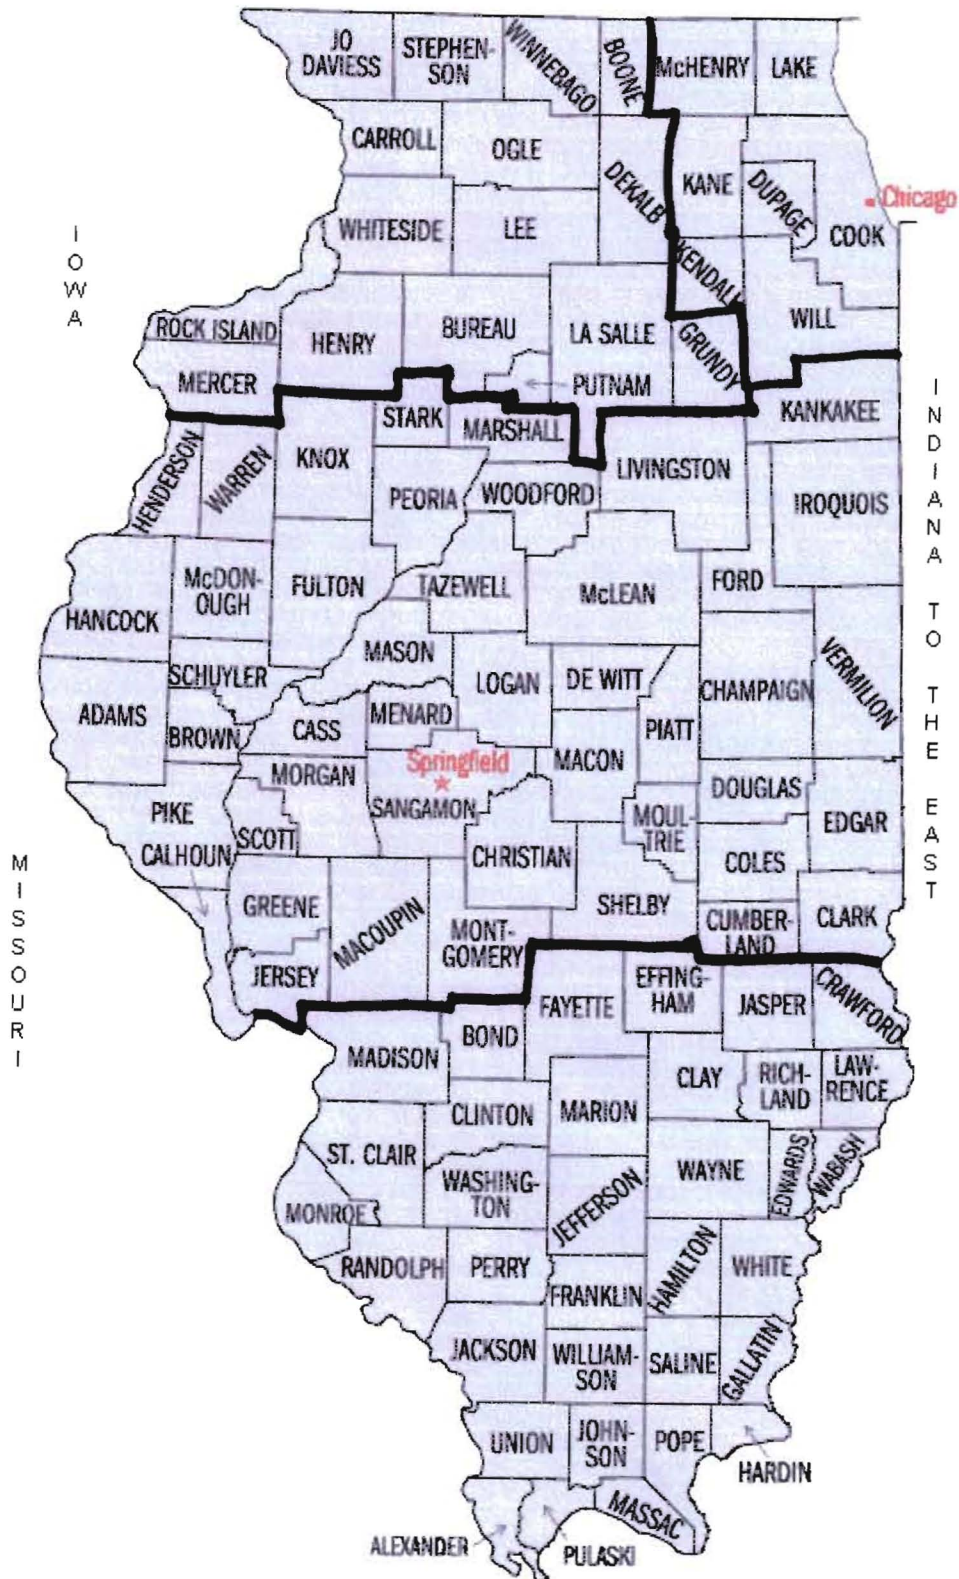 JO
DAVIESS
STEPHEN-
SON
WINNEBAGO
BOONE
McHENRY
LAKE
CARROLL
OGLE
DEKALB
KANE
DUPAGE
COOK
Chicago
WHITESIDE
LEE
KENDALL
WILL
IOWA
ROCK ISLAND
HENRY
BUREAU
LA SALLE
GRUNDY
MERCER
PUTNAM
KANKAKEE
STARK
MARSHALL
HENDERSON
WARREN
KNOX
PEORIA
WOODFORD
LIVINGSTON
IROQUOIS
INDIANA TO THE EAST
HANCOCK
McDON-
OUGH
FULTON
TAZEWELL
McLEAN
FORD
MASON
SCHUYLER
LOGAN
DE WITT
CHAMPAIGN
VERMILION
ADAMS
BROWN
CASS
MENARD
PIATT
MACON
Springfield
MORGAN
SANGAMON
DOUGLAS
PIKE
SCOTT
MOUL-
TRIE
EDGAR
CALHOUN
CHRISTIAN
COLES
MISSOURI
GREENE
MACOUPIN
SHELBY
CUMBER-
LAND
CLARK
MONT-
GOMERY
JERSEY
FAYETTE
EFFING-
HAM
JASPER
CRAWFORD
MADISON
BOND
CLAY
RICH-
LAND
LAW-
RENCE
CLINTON
MARION
ST. CLAIR
WASHING-
TON
JEFFERSON
WAYNE
EDWARDS
WABASH
MONROE
RANDOLPH
PERRY
FRANKLIN
HAMILTON
WHITE
JACKSON
WILLIAM-
SON
SALINE
GALLATIN
UNION
JOHN-
SON
POPE
HARDIN
MASSAC
ALEXANDER
PULASKI